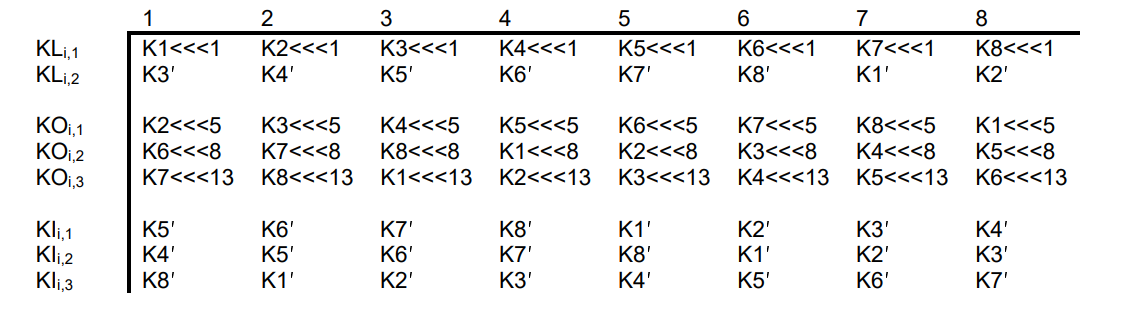 1 2 3 4 5 6 7 8
KLi,1 K1<<<1 K2<<<1 K3<<<1 K4<<<1 K5<<<1 K6<<<1 K7<<<1 K8<<<1
KLi,2 K3′ K4′ K5′ K6′ K7′ K8′ K1′ K2′
KOi,1 K2<<<5 K3<<<5 K4<<<5 K5<<<5 K6<<<5 K7<<<5 K8<<<5 K1<<<5
KOi,2 K6<<<8 K7<<<8 K8<<<8 K1<<<8 K2<<<8 K3<<<8 K4<<<8 K5<<<8
KOi,3 K7<<<13 K8<<<13 K1<<<13 K2<<<13 K3<<<13 K4<<<13 K5<<<13 K6<<<13
KIi,1 K5′ K6′ K7′ K8′ K1′ K2′ K3′ K4′
KIi,2 K4′ K5′ K6′ K7′ K8′ K1′ K2′ K3′
KIi,3 K8′ K1′ K2′ K3′ K4′ K5′ K6′ K7′